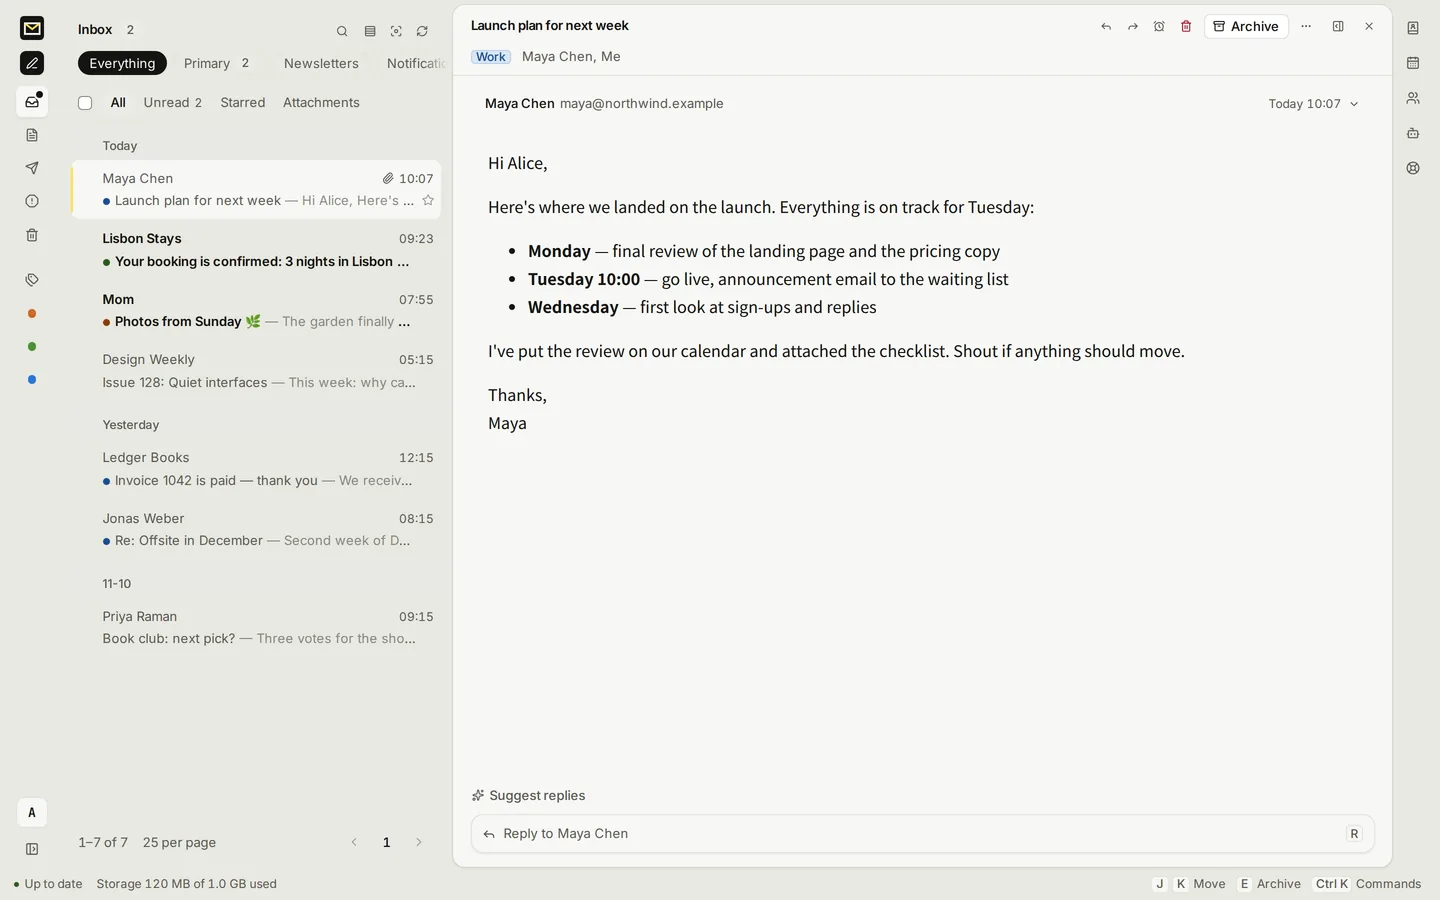 Inbox 2
Everything Primary 2 Newsletters Notificatio
All Unread 2 Starred Attachments
Today
Maya Chen 10:07
Launch plan for next week — Hi Alice, Here's ...
Lisbon Stays 09:23
Your booking is confirmed: 3 nights in Lisbon ...
Mom 07:55
Photos from Sunday 🌿 — The garden finally ...
Design Weekly 05:15
Issue 128: Quiet interfaces — This week: why ca...
Yesterday
Ledger Books 12:15
Invoice 1042 is paid — thank you — We receiv...
Jonas Weber 08:15
Re: Offsite in December — Second week of D...
11-10
Priya Raman 09:15
Book club: next pick? — Three votes for the sho...
A
1–7 of 7 25 per page 1
Launch plan for next week
Archive
Work Maya Chen, Me
Maya Chen maya@northwind.example Today 10:07
Hi Alice,
Here's where we landed on the launch. Everything is on track for Tuesday:
• Monday — final review of the landing page and the pricing copy
• Tuesday 10:00 — go live, announcement email to the waiting list
• Wednesday — first look at sign-ups and replies
I've put the review on our calendar and attached the checklist. Shout if anything should move.
Thanks,
Maya
Suggest replies
Reply to Maya Chen R
Up to date Storage 120 MB of 1.0 GB used J K Move E Archive Ctrl K Commands